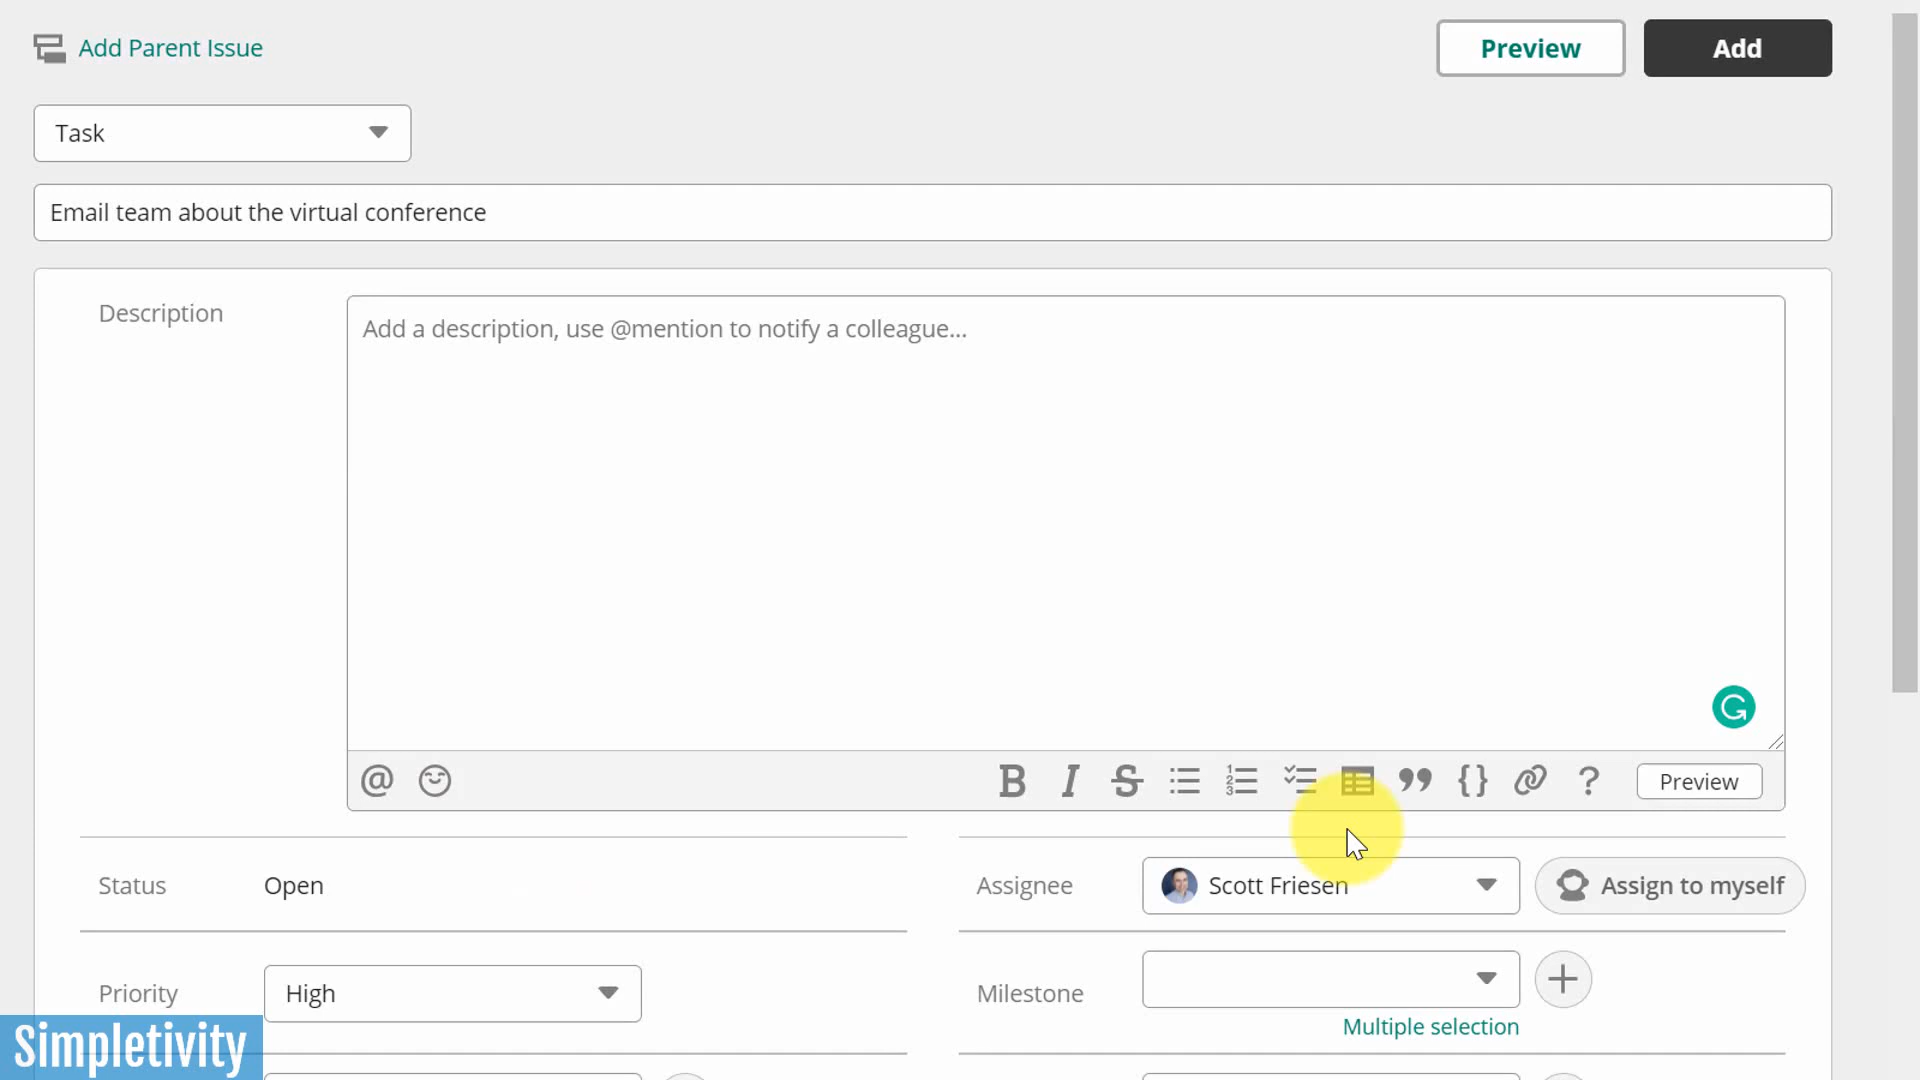 Add Parent Issue
Preview
Add
Task
Email team about the virtual conference
Description
Add a description, use @mention to notify a colleague...
Preview
Status
Open
Assignee
Scott Friesen
Assign to myself
Priority
High
Milestone
Multiple selection
Simpletivity